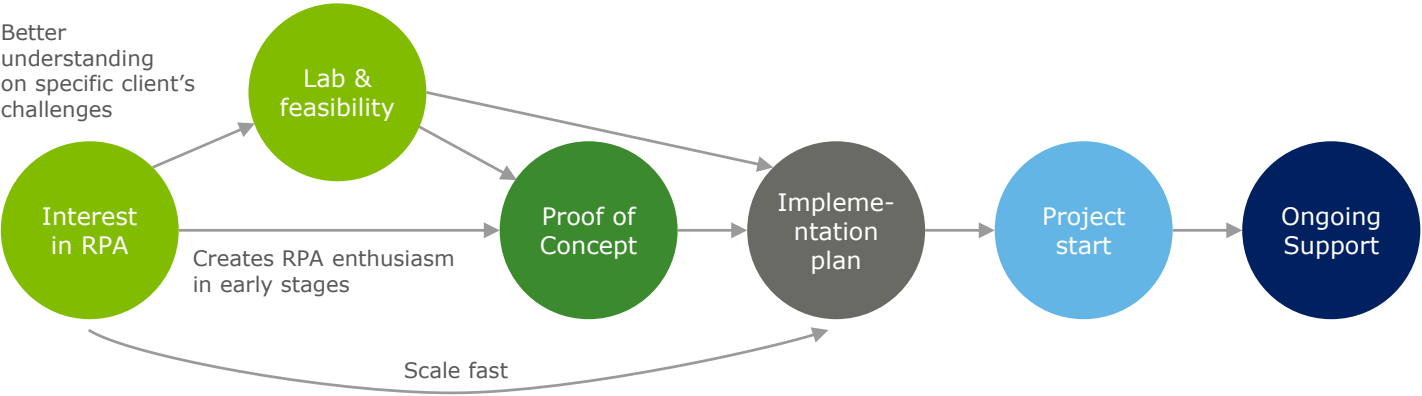 Better
understanding
on specific client’s
challenges
Lab &
feasibility
Interest
in RPA
Creates RPA enthusiasm
in early stages
Proof of
Concept
Impleme-
ntation
plan
Project
start
Ongoing
Support
Scale fast